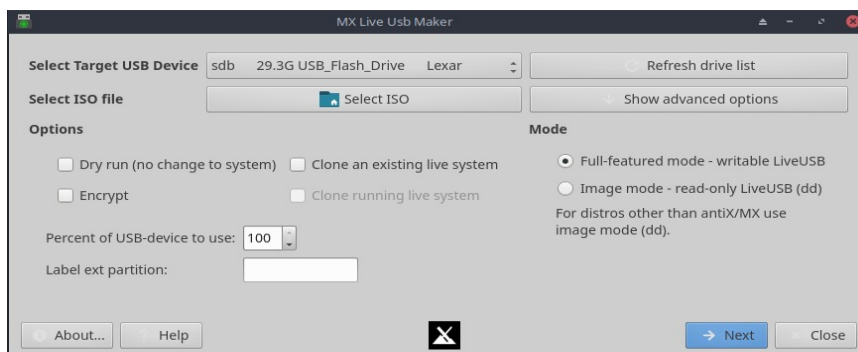 MX Live Usb Maker
Select Target USB Device sdb 29.3G USB_Flash_Drive Lexar Refresh drive list
Select ISO file Select ISO Show advanced options
Options Mode
Dry run (no change to system) Clone an existing live system Full-featured mode - writable LiveUSB
Encrypt Clone running live system Image mode - read-only LiveUSB (dd)
For distros other than antiX/MX use
image mode (dd).
Percent of USB-device to use: 100
Label ext partition:
About... Help Next Close